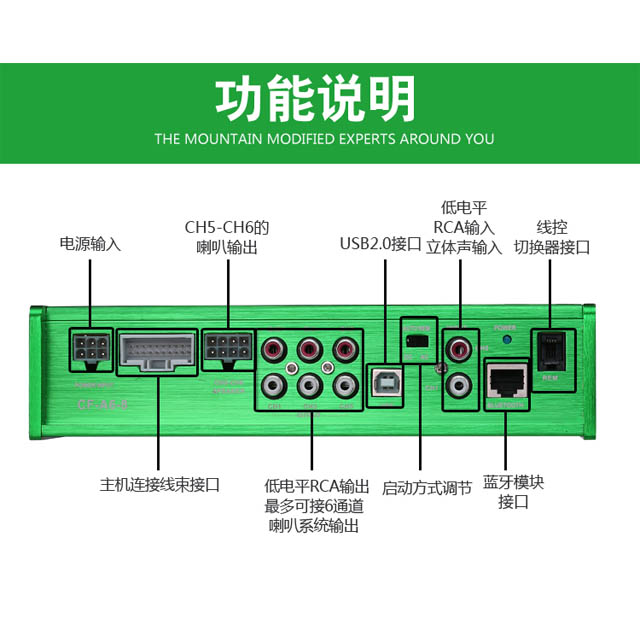 功能说明
THE MOUNTAIN MODIFIED EXPERTS AROUND YOU
电源输入
CH5-CH6的
喇叭输出
USB2.0接口
低电平
RCA输入
立体声输入
线控
切换器接口
POWER
REM
BLUETOOTH
CH1
主机连接线束接口
低电平RCA输出
最多可接6通道
喇叭系统输出
启动方式调节
蓝牙模块
接口